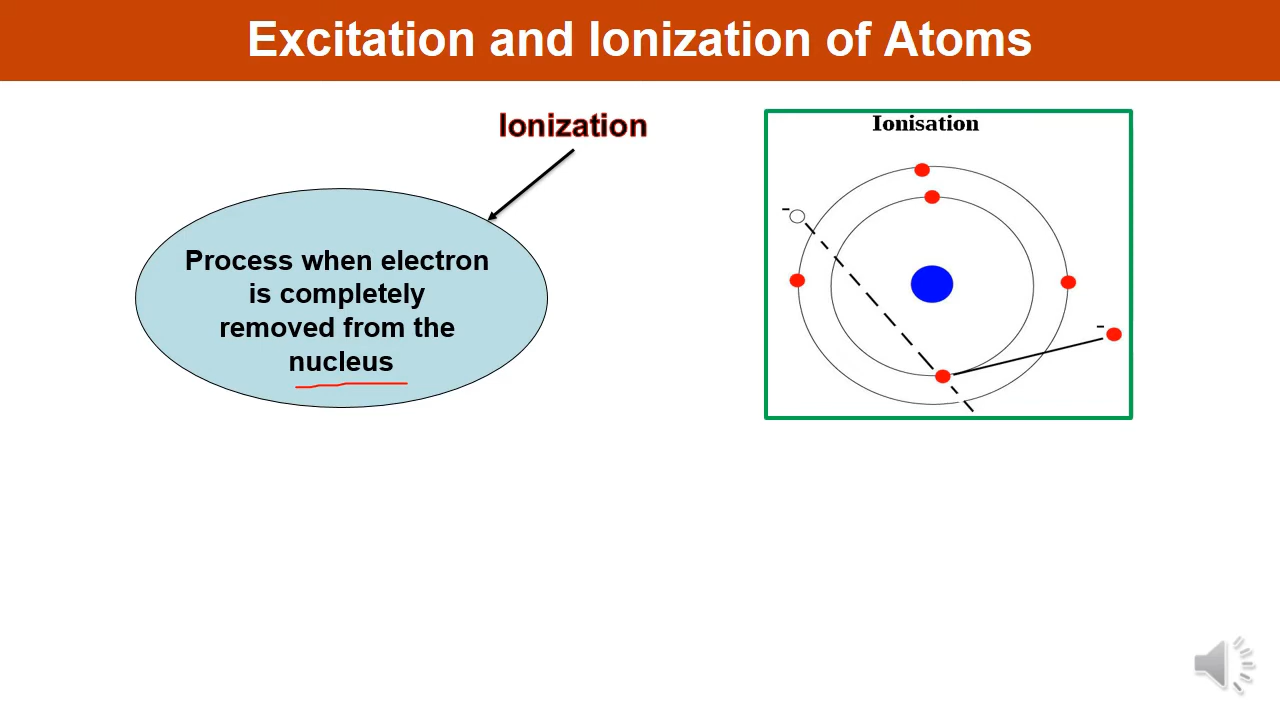 Excitation and Ionization of Atoms
Ionization
Process when electron
is completely
removed from the
nucleus
Ionisation
-
-